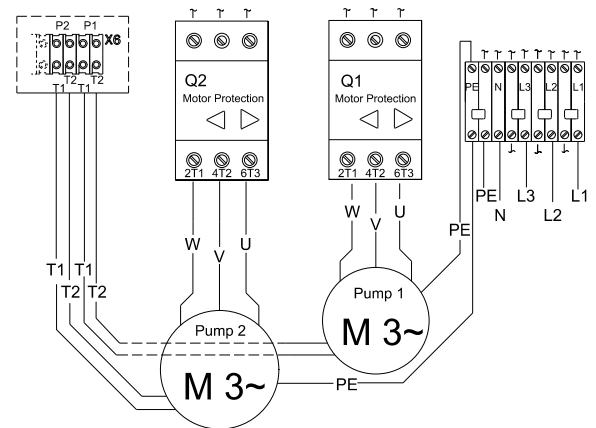 P2 P1
X6
T2 T2
T1 T1
Q2
Motor Protection
2T1 4T2 6T3
Q1
Motor Protection
2T1 4T2 6T3
PE N L3 L2 L1
PE
N
L3
L2
L1
W V U
W V U
PE
T1 T1
T2 T2
Pump 1
M 3~
Pump 2
M 3~
PE